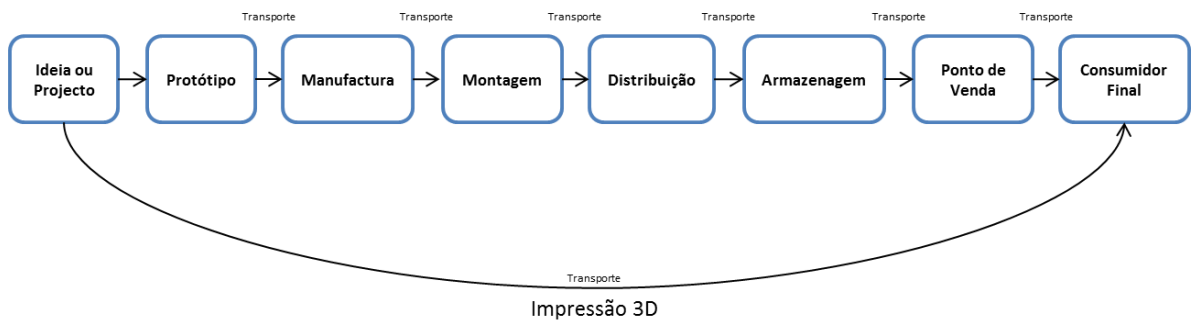 Transporte Transporte Transporte Transporte Transporte Transporte
Ideia ou
Projecto
Protótipo
Manufactura
Montagem
Distribuição
Armazenagem
Ponto de
Venda
Consumidor
Final
Transporte
Impressão 3D